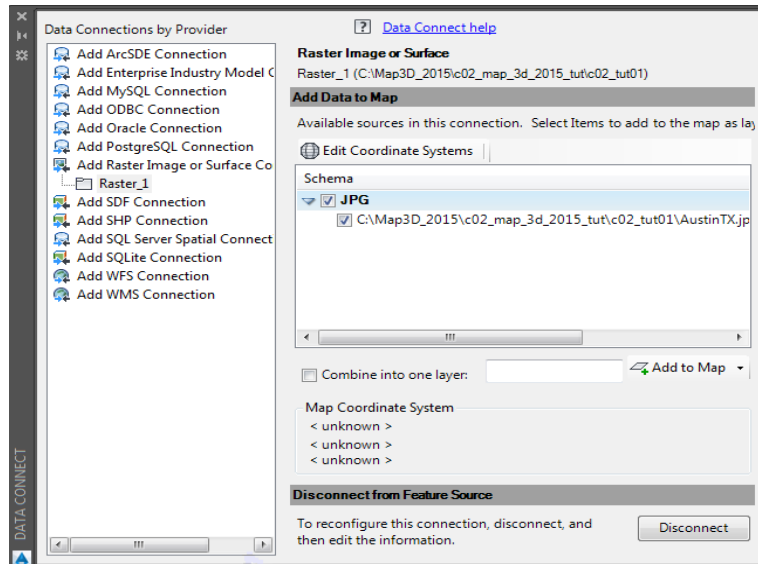 Data Connections by Provider
Add ArcSDE Connection
Add Enterprise Industry Model C
Add MySQL Connection
Add ODBC Connection
Add Oracle Connection
Add PostgreSQL Connection
Add Raster Image or Surface Co
Raster_1
Add SDF Connection
Add SHP Connection
Add SQL Server Spatial Connect
Add SQLite Connection
Add WFS Connection
Add WMS Connection
DATA CONNECT
? Data Connect help
Raster Image or Surface
Raster_1 (C:\Map3D_2015\c02_map_3d_2015_tut\c02_tut01)
Add Data to Map
Available sources in this connection. Select Items to add to the map as lay
Edit Coordinate Systems
Schema
JPG
C:\Map3D_2015\c02_map_3d_2015_tut\c02_tut01\AustinTX.jp
Combine into one layer:
Add to Map
Map Coordinate System
< unknown >
< unknown >
< unknown >
Disconnect from Feature Source
To reconfigure this connection, disconnect, and
then edit the information.
Disconnect